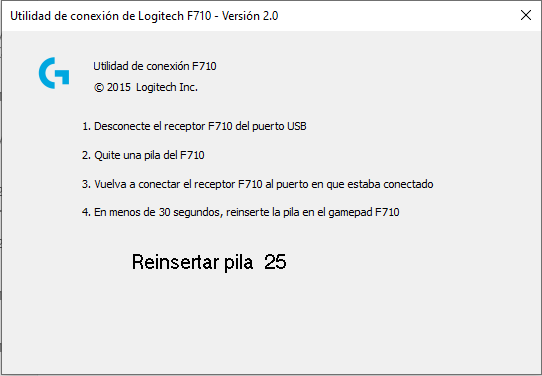 Utilidad de conexión de Logitech F710 - Versión 2.0
Utilidad de conexión F710
© 2015 Logitech Inc.
1. Desconecte el receptor F710 del puerto USB
2. Quite una pila del F710
3. Vuelva a conectar el receptor F710 al puerto en que estaba conectado
4. En menos de 30 segundos, reinserte la pila en el gamepad F710
Reinsertar pila 25